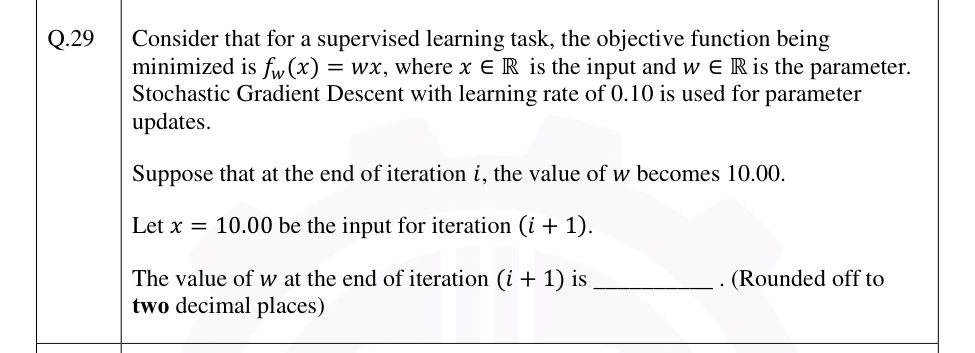 Q.29
Consider that for a supervised learning task, the objective function being
minimized is f_w(x) = wx, where x ∈ ℝ is the input and w ∈ ℝ is the parameter.
Stochastic Gradient Descent with learning rate of 0.10 is used for parameter
updates.
Suppose that at the end of iteration i, the value of w becomes 10.00.
Let x = 10.00 be the input for iteration (i + 1).
The value of w at the end of iteration (i + 1) is __________ . (Rounded off to
two decimal places)